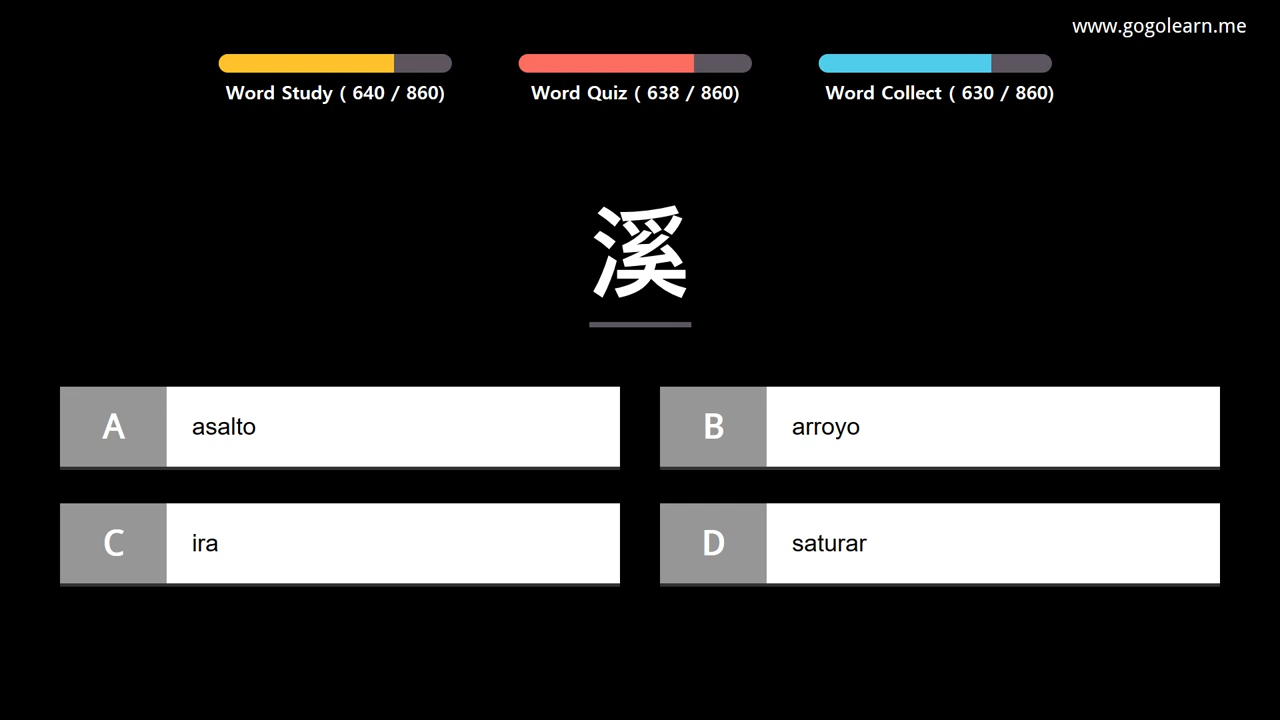 www.gogolearn.me
Word Study ( 640 / 860)
Word Quiz ( 638 / 860)
Word Collect ( 630 / 860)
溪
A asalto
B arroyo
C ira
D saturar